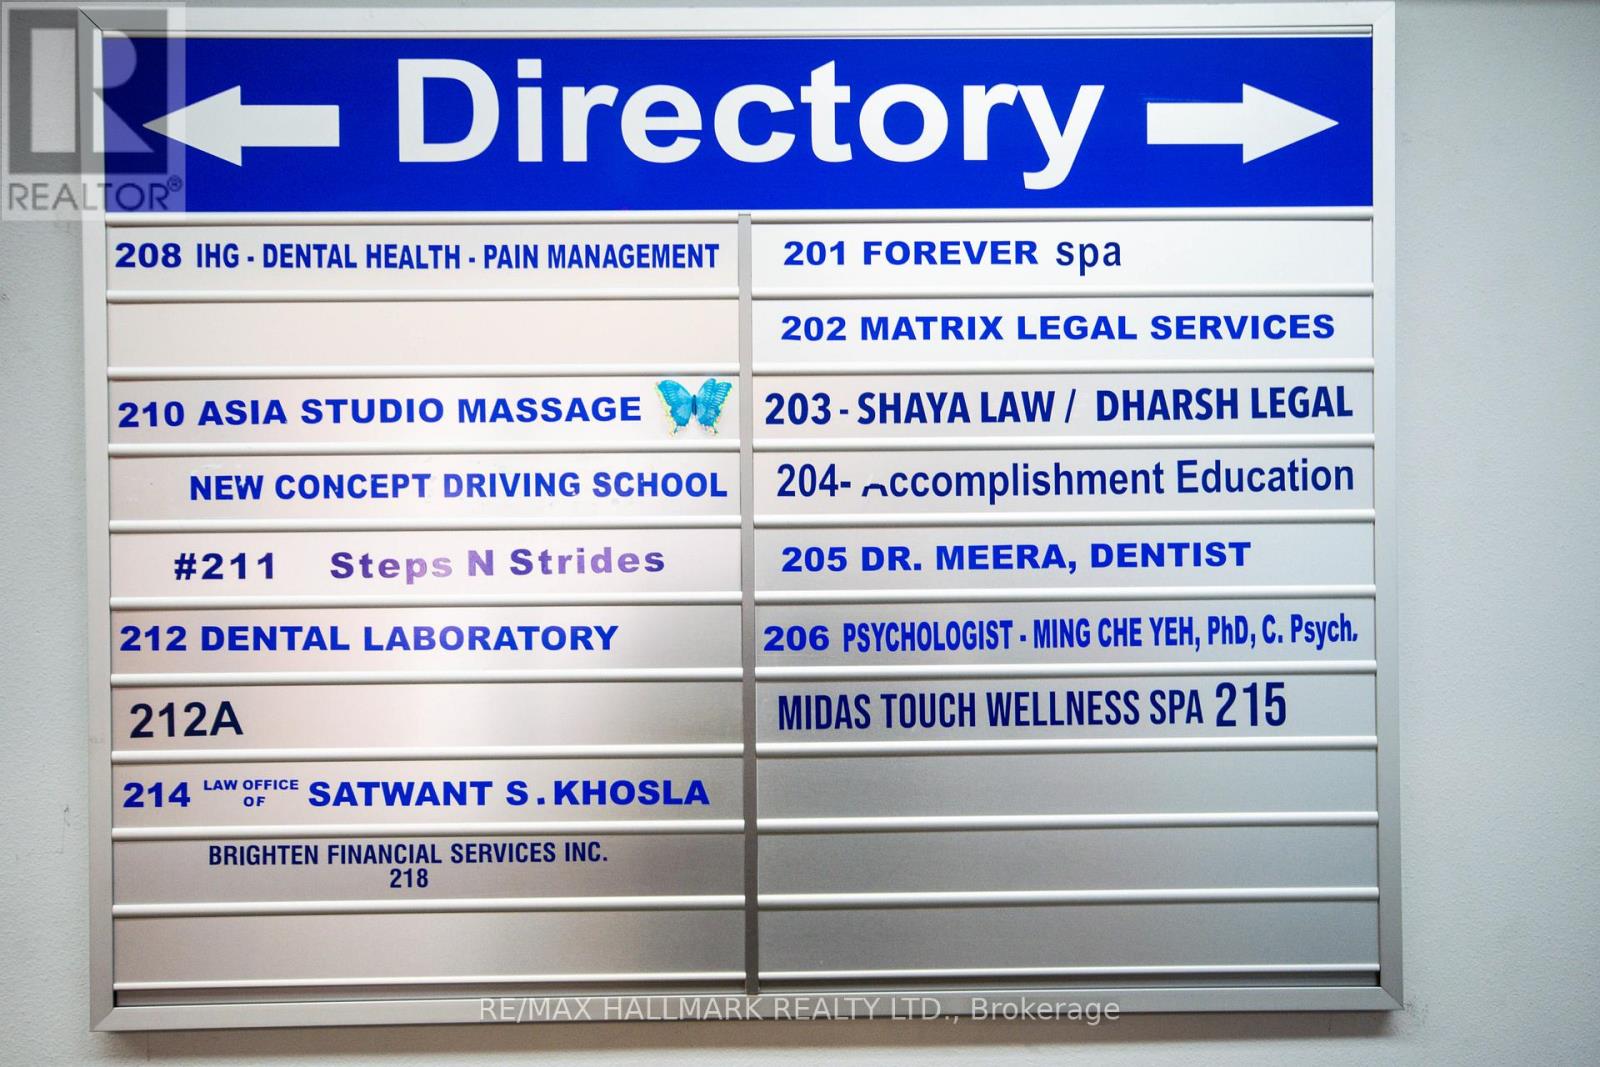 REALTOR®
Directory
208 IHG - DENTAL HEALTH - PAIN MANAGEMENT
210 ASIA STUDIO MASSAGE
NEW CONCEPT DRIVING SCHOOL
#211 Steps N Strides
212 DENTAL LABORATORY
212A
214 LAW OFFICE OF SATWANT S. KHOSLA
BRIGHTEN FINANCIAL SERVICES INC.
218
201 FOREVER spa
202 MATRIX LEGAL SERVICES
203 - SHAYA LAW / DHARSH LEGAL
204- Accomplishment Education
205 DR. MEERA, DENTIST
206 PSYCHOLOGIST - MING CHE YEH, PhD, C. Psych.
MIDAS TOUCH WELLNESS SPA 215
RE/MAX HALLMARK REALTY LTD., Brokerage